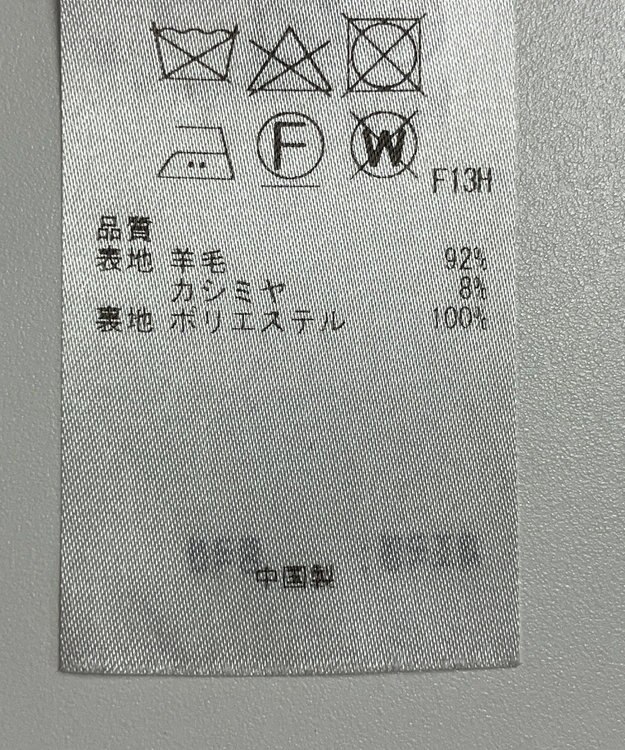 F W
F13H
品質
表地 羊毛 92%
カシミヤ 8%
裏地 ポリエステル 100%
中国製